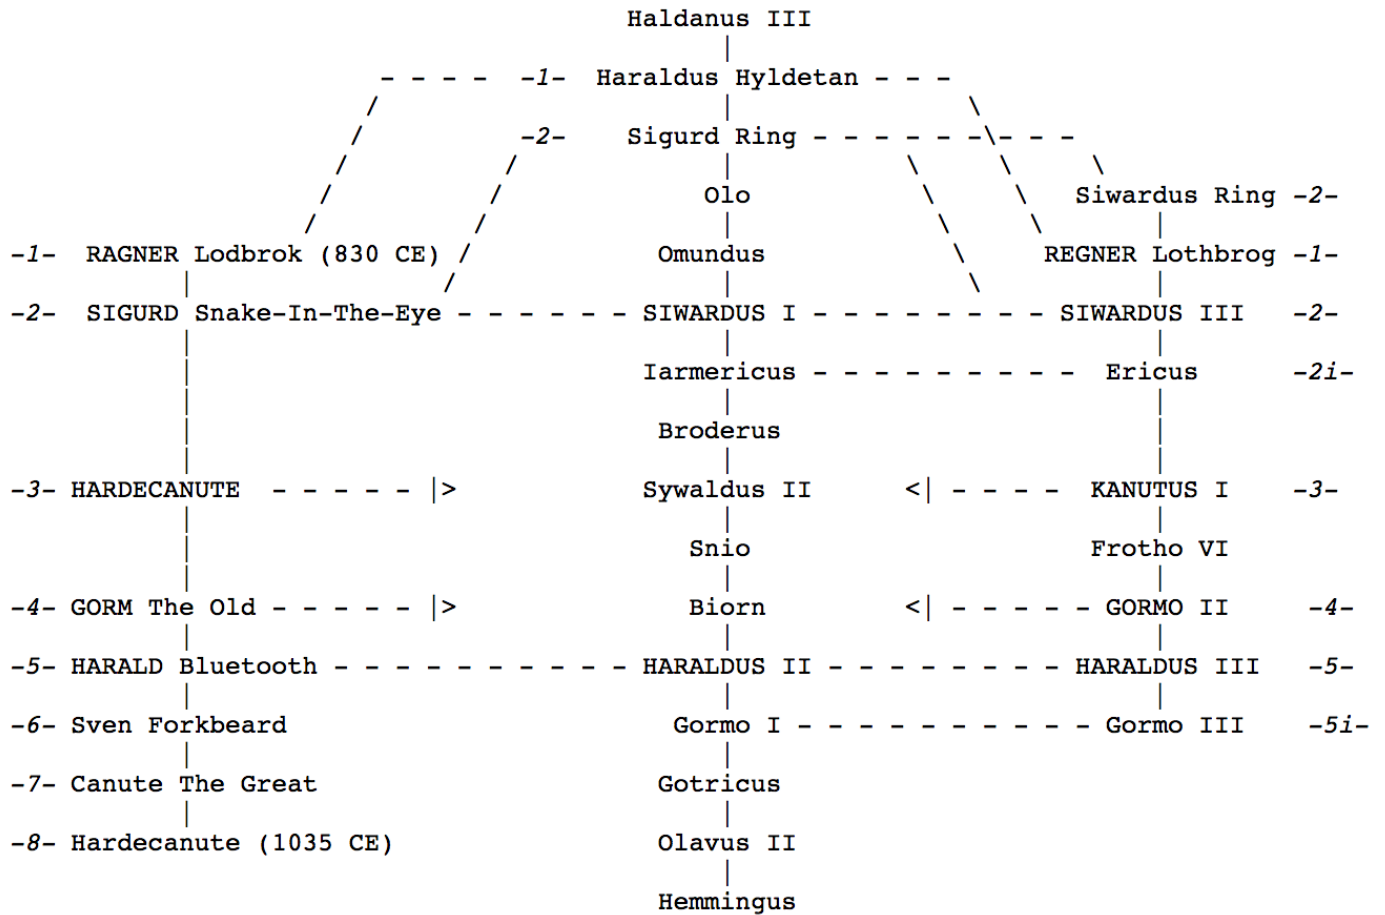 Haldanus III
|
- - - - -1- Haraldus Hyldetan - - -
/ | \
/ -2- Sigurd Ring - - - - - -\- - -
/ / | \ \ \
/ / Olo \ \ Siwardus Ring -2-
/ / | \ \ |
-1- RAGNER Lodbrok (830 CE) / Omundus \ REGNER Lothbrog -1-
| / | \ |
-2- SIGURD Snake-In-The-Eye - - - - - - SIWARDUS I - - - - - - - - SIWARDUS III -2-
| | |
| Iarmericus - - - - - - - - - Ericus -2i-
| | |
| Broderus |
| | |
-3- HARDECANUTE - - - - - |> Sywaldus II <| - - - - KANUTUS I -3-
| | |
| Snio Frotho VI
| | |
-4- GORM The Old - - - - - |> Biorn <| - - - - - GORMO II -4-
| | |
-5- HARALD Bluetooth - - - - - - - - - - HARALDUS II - - - - - - - - HARALDUS III -5-
| | |
-6- Sven Forkbeard Gormo I - - - - - - - - - - Gormo III -5i-
| |
-7- Canute The Great Gotricus
| |
-8- Hardecanute (1035 CE) Olavus II
|
Hemmingus